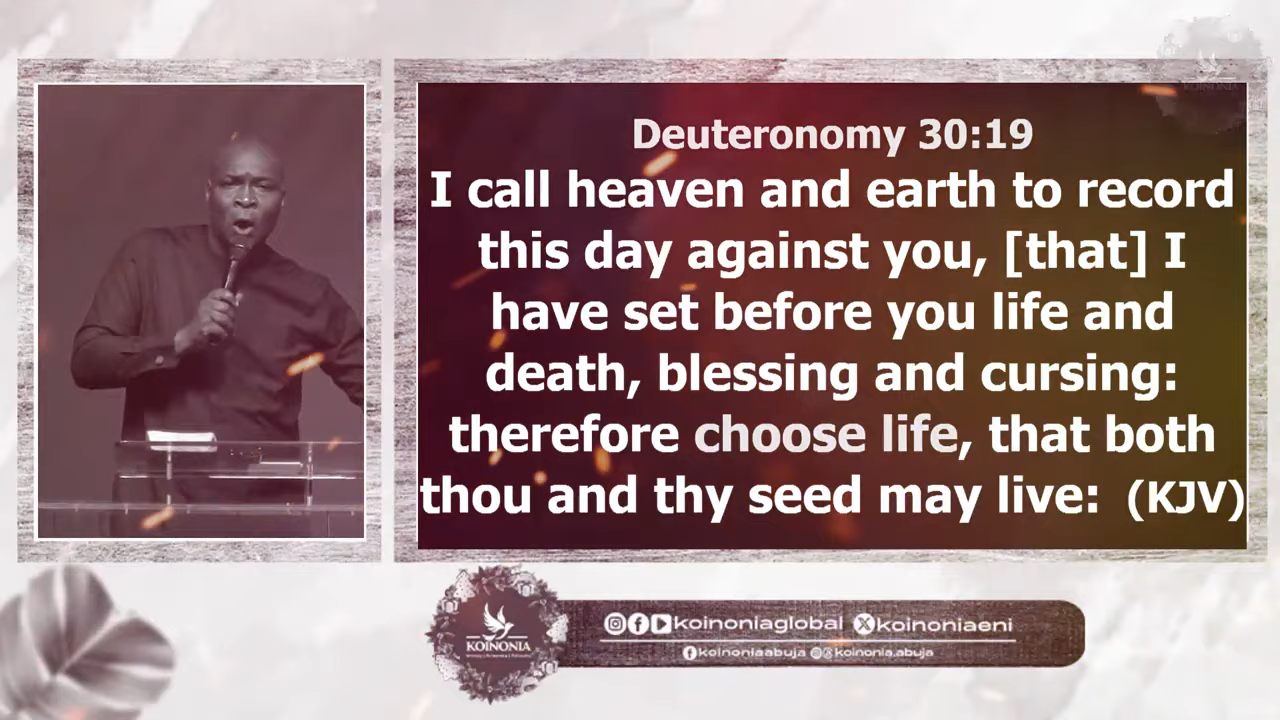 Deuteronomy 30:19
I call heaven and earth to record
this day against you, [that] I
have set before you life and
death, blessing and cursing:
therefore choose life, that both
thou and thy seed may live: (KJV)
KOINONIA
KOINONIA
koinoniaglobal koinoniaeni
koinoniaabuja koinonia.abuja